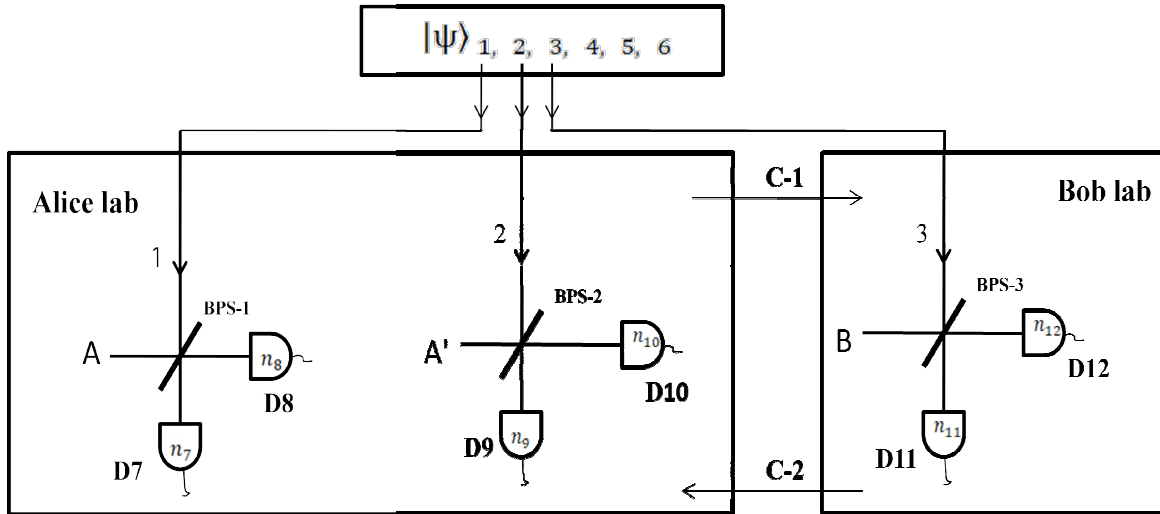 |ψ⟩ 1, 2, 3, 4, 5, 6
Alice lab
C-1
Bob lab
1
2
3
BPS-1
BPS-2
BPS-3
A
n₈
D8
A'
n₁₀
D10
B
n₁₂
D12
D7
n₇
D9
n₉
D11
n₁₁
C-2